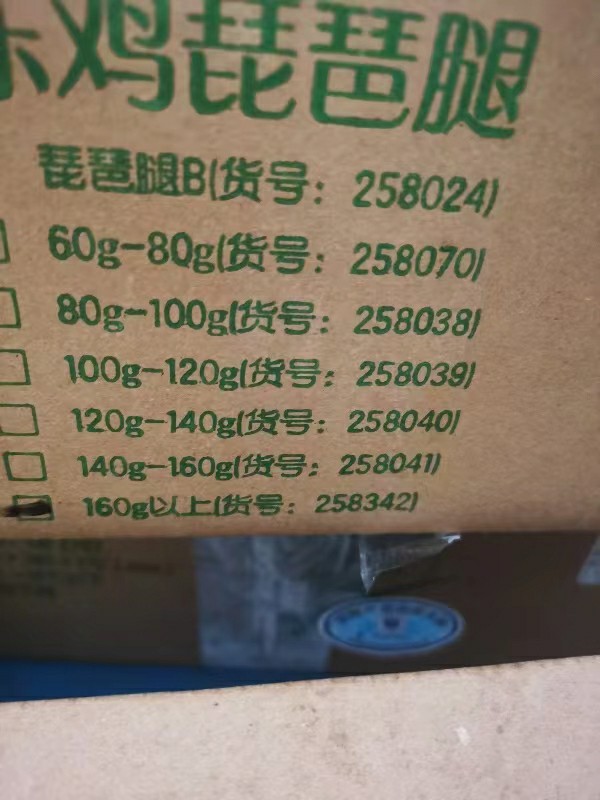 鸡琵琶腿
琵琶腿B(货号：258024)
60g-80g(货号：258070)
80g-100g(货号：258038)
100g-120g(货号：258039)
120g-140g(货号：258040)
140g-160g(货号：258041)
160g以上(货号：258342)